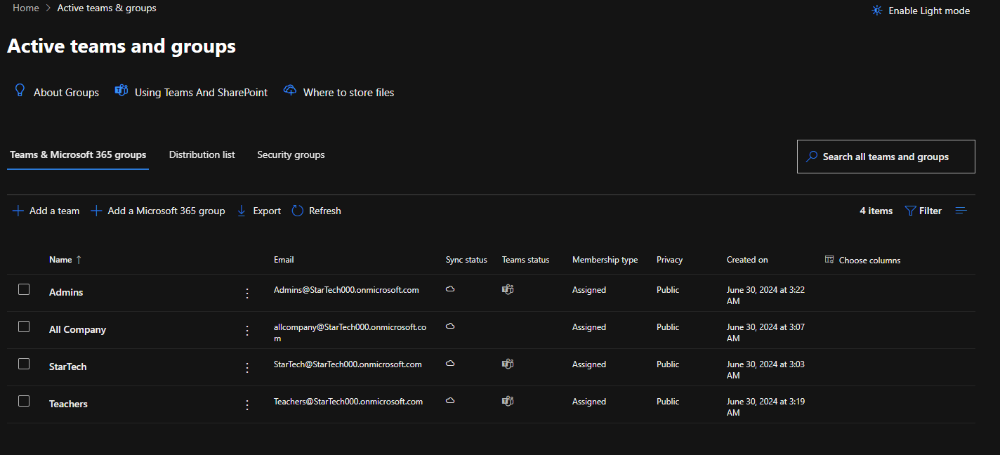 Home > Active teams & groups
Enable Light mode
Active teams and groups
About Groups Using Teams And SharePoint Where to store files
Teams & Microsoft 365 groups Distribution list Security groups
Search all teams and groups
Add a team Add a Microsoft 365 group Export Refresh 4 items Filter
Name ↑ Email Sync status Teams status Membership type Privacy Created on Choose columns
Admins Admins@StarTech000.onmicrosoft.com Assigned Public June 30, 2024 at 3:22
AM
All Company allcompany@StarTech000.onmicrosoft.co Assigned Public June 30, 2024 at 3:07
m AM
StarTech StarTech@StarTech000.onmicrosoft.com Assigned Public June 30, 2024 at 3:03
AM
Teachers Teachers@StarTech000.onmicrosoft.com Assigned Public June 30, 2024 at 3:19
AM